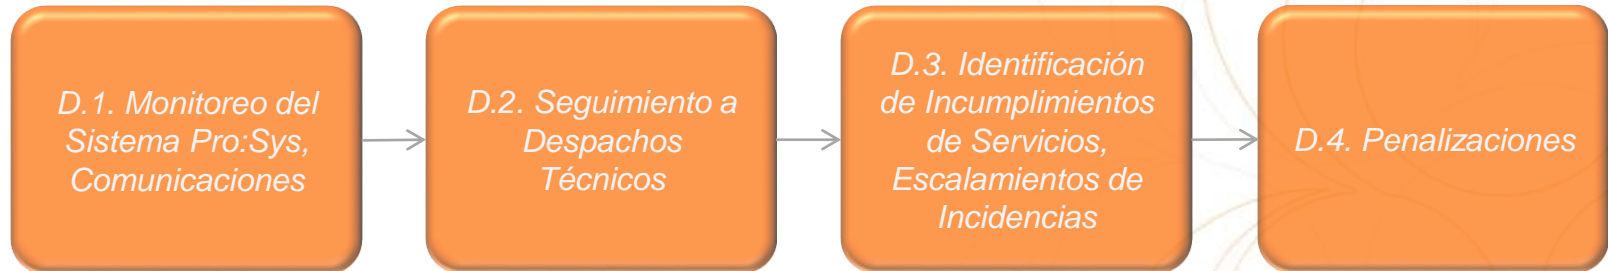 D.1. Monitoreo del
Sistema Pro:Sys,
Comunicaciones
D.2. Seguimiento a
Despachos
Técnicos
D.3. Identificación
de Incumplimientos
de Servicios,
Escalamientos de
Incidencias
D.4. Penalizaciones